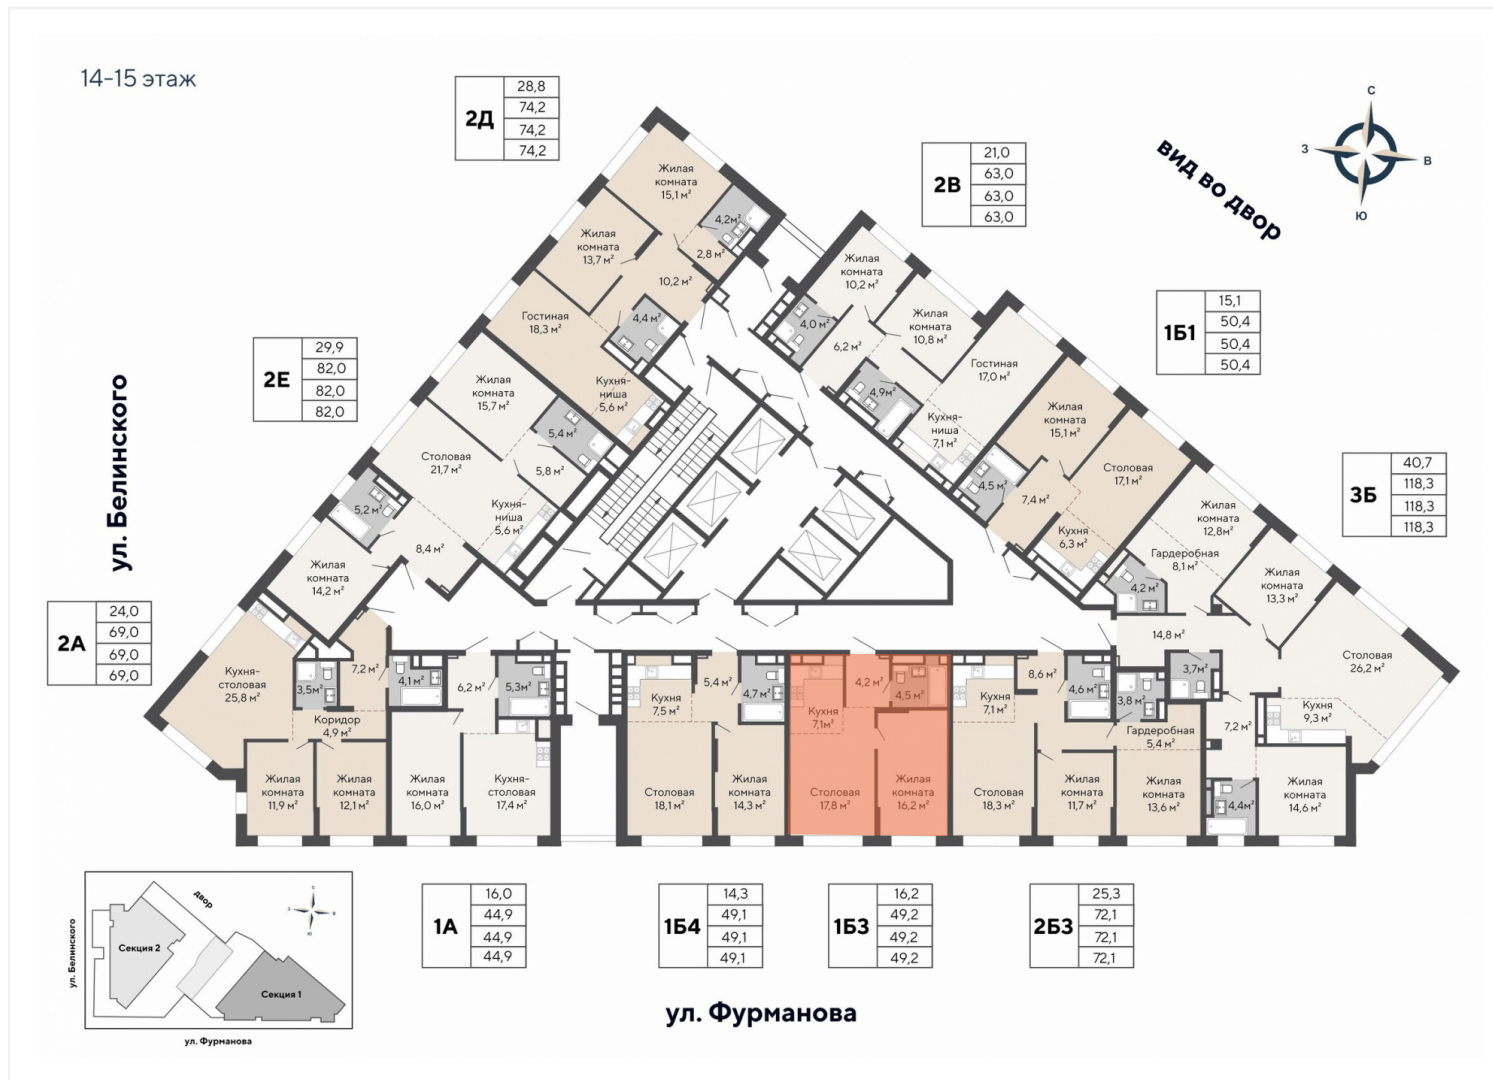 14-15 этаж
2Д
28,8
74,2
74,2
74,2
2В
21,0
63,0
63,0
63,0
С
З
В
Ю
вид во двор
1Б1
15,1
50,4
50,4
50,4
2Е
29,9
82,0
82,0
82,0
ул. Белинского
3Б
40,7
118,3
118,3
118,3
2А
24,0
69,0
69,0
69,0
Жилая
комната
15,1 м²
4,2м²
2,8 м²
Жилая
комната
13,7 м²
10,2 м²
Гостиная
18,3 м²
4,4 м²
Кухня-
ниша
5,6 м²
Жилая
комната
10,2 м²
4,0 м²
Жилая
комната
10,8 м²
6,2 м²
Гостиная
17,0 м²
4,9м²
Кухня-
ниша
7,1 м²
Жилая
комната
15,1 м²
4,5 м²
7,4 м²
Столовая
17,1 м²
Кухня
6,3 м²
Жилая
комната
15,7 м²
5,4 м²
5,8 м²
Столовая
21,7 м²
Кухня-
ниша
5,6 м²
5,2 м²
8,4 м²
Жилая
комната
14,2 м²
Жилая
комната
12,8м²
Гардеробная
8,1 м²
4,2 м²
Жилая
комната
13,3 м²
14,8 м²
Столовая
26,2 м²
3,7м²
3,8 м²
7,2 м²
Кухня
9,3 м²
Гардеробная
5,4 м²
4,4м²
Жилая
комната
14,6 м²
Кухня-
столовая
25,8 м²
3,5м²
7,2 м²
Коридор
4,9 м²
Жилая
комната
11,9 м²
Жилая
комната
12,1 м²
4,1 м²
6,2 м²
5,3м²
Жилая
комната
16,0 м²
Кухня-
столовая
17,4 м²
Кухня
7,5 м²
5,4 м²
4,7 м²
Столовая
18,1 м²
Жилая
комната
14,3 м²
Кухня
7,1м²
4,2 м²
4,5 м²
Столовая
17,8 м²
Жилая
комната
16,2 м²
Кухня
7,1 м²
8,6 м²
4,6 м²
Столовая
18,3 м²
Жилая
комната
11,7 м²
Жилая
комната
13,6 м²
1А
16,0
44,9
44,9
44,9
1Б4
14,3
49,1
49,1
49,1
1Б3
16,2
49,2
49,2
49,2
2Б3
25,3
72,1
72,1
72,1
ул. Фурманова
двор
С
З
В
Ю
ул. Белинского
Секция 2
Секция 1
ул. Фурманова